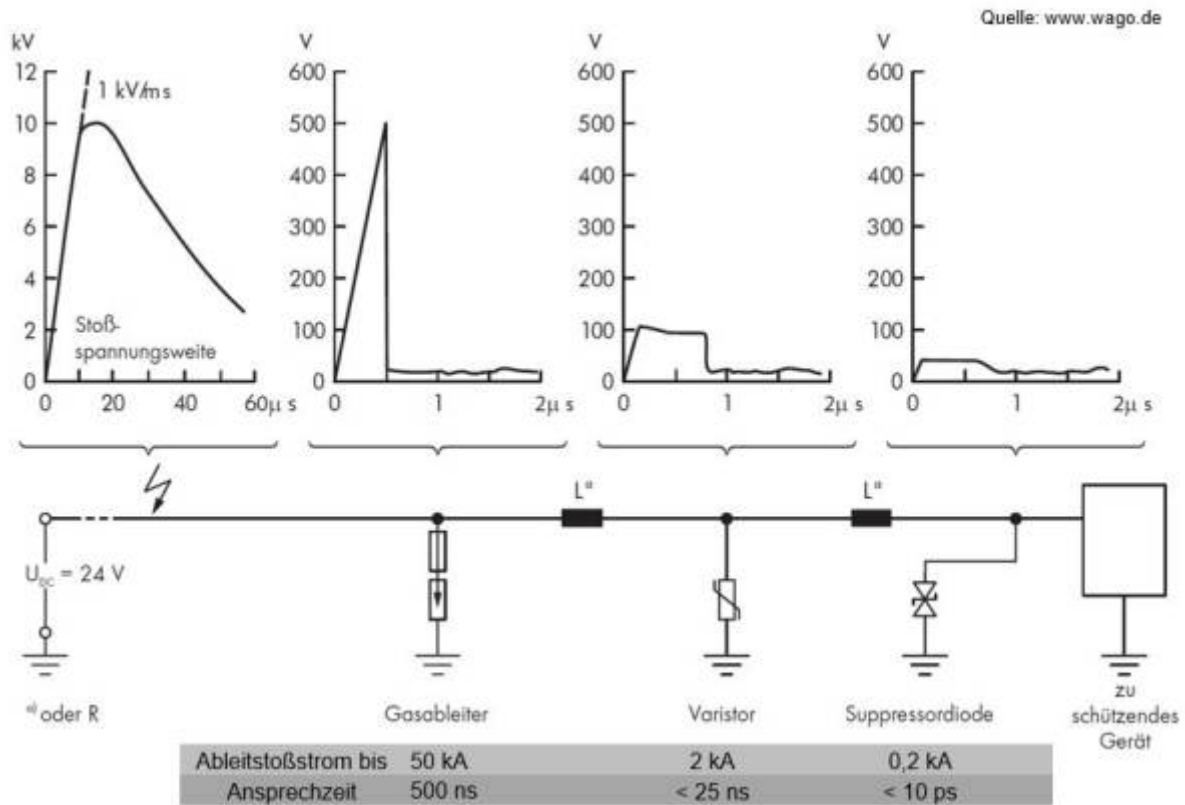 Quelle: www.wago.de
kV
12
10
8
6
4
2
0
1 kV/ms
Stoß-
spannungsweite
0 20 40 60µ s
V
600
500
400
300
200
100
0
0 1 2µ s
V
600
500
400
300
200
100
0
0 1 2µ s
V
600
500
400
300
200
100
0
0 1 2µ s
U_DC = 24 V
Lᵃ⁾
Lᵃ⁾
ᵃ⁾ oder R
Gasableiter
Varistor
Suppressordiode
zu
schützendes
Gerät
Ableitstoßstrom bis 50 kA 2 kA 0,2 kA
Ansprechzeit 500 ns < 25 ns < 10 ps